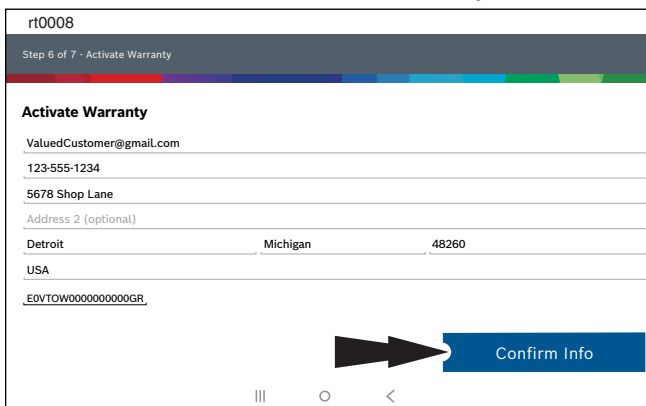 rt0008
Step 6 of 7 - Activate Warranty
Activate Warranty
ValuedCustomer@gmail.com
123-555-1234
5678 Shop Lane
Address 2 (optional)
Detroit Michigan 48260
USA
E0VTOW0000000000GR
Confirm Info